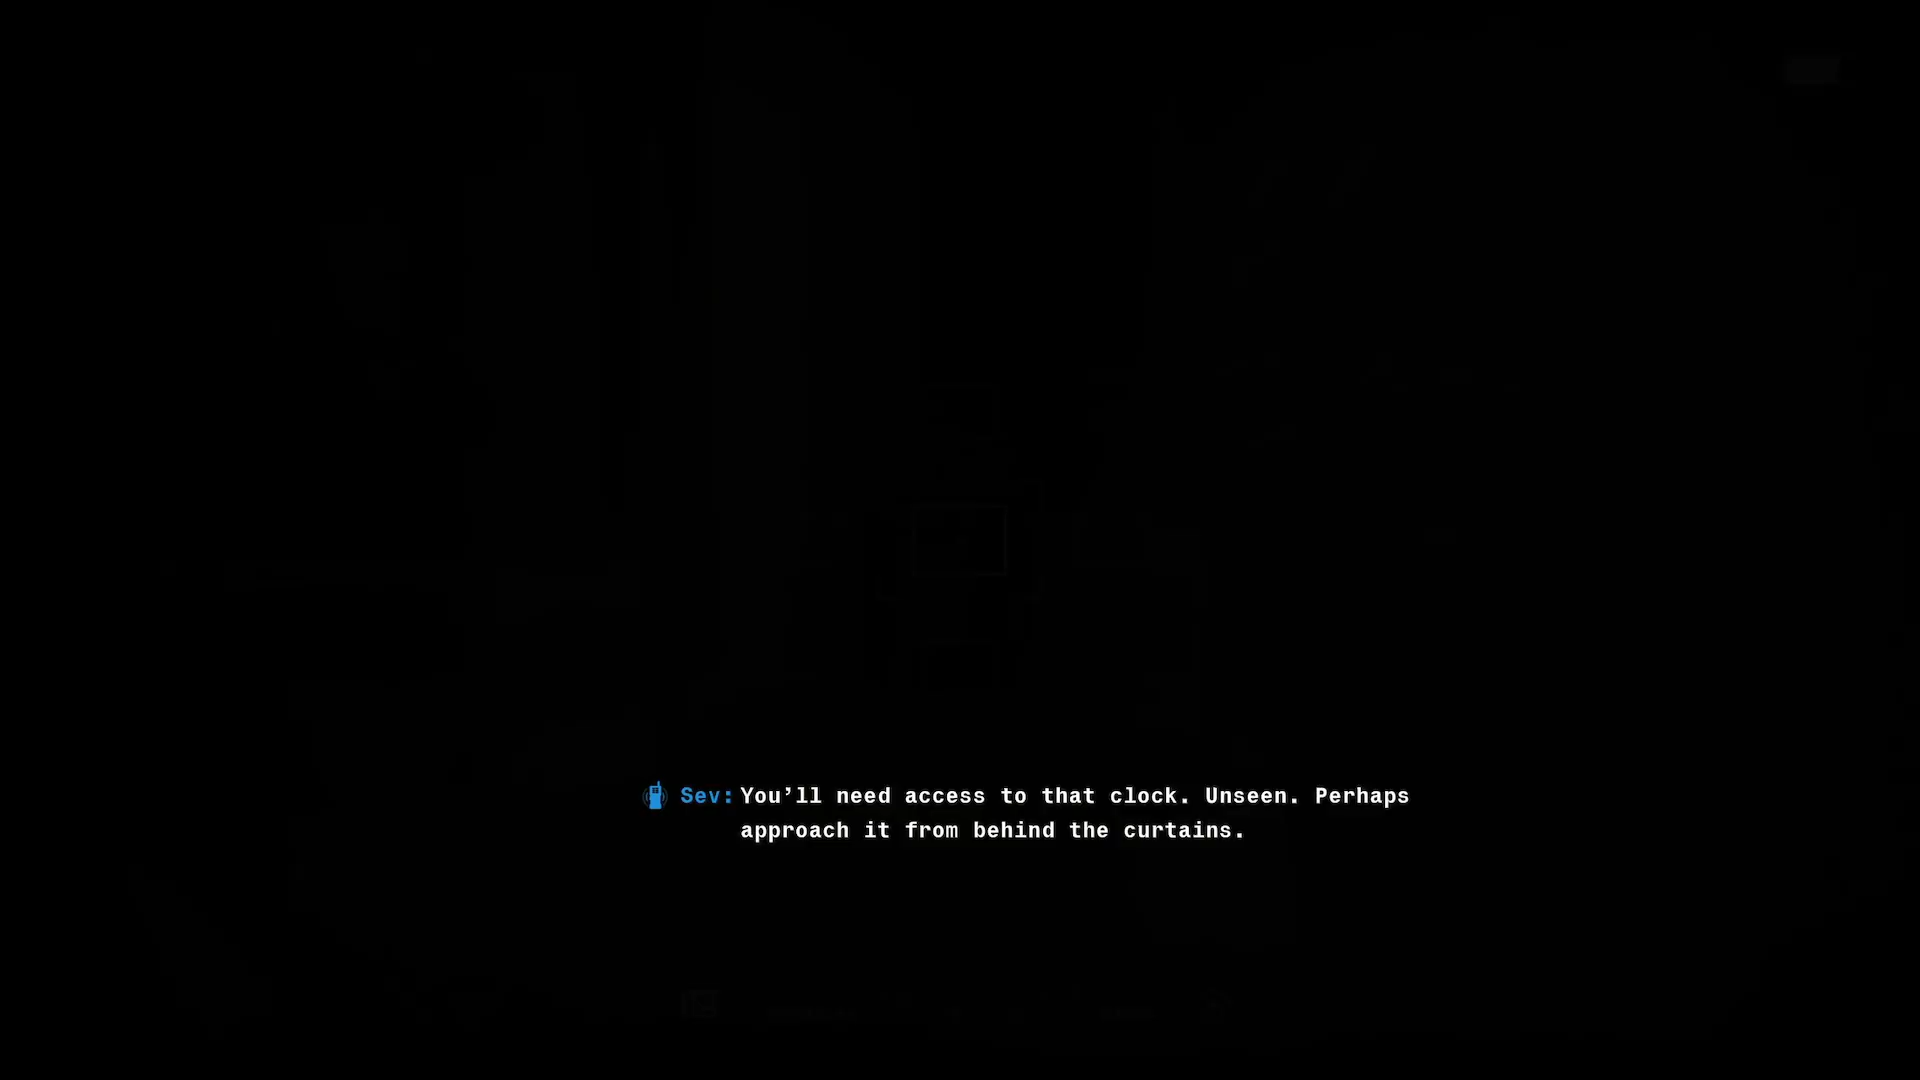 Sev: You’ll need access to that clock. Unseen. Perhaps
approach it from behind the curtains.